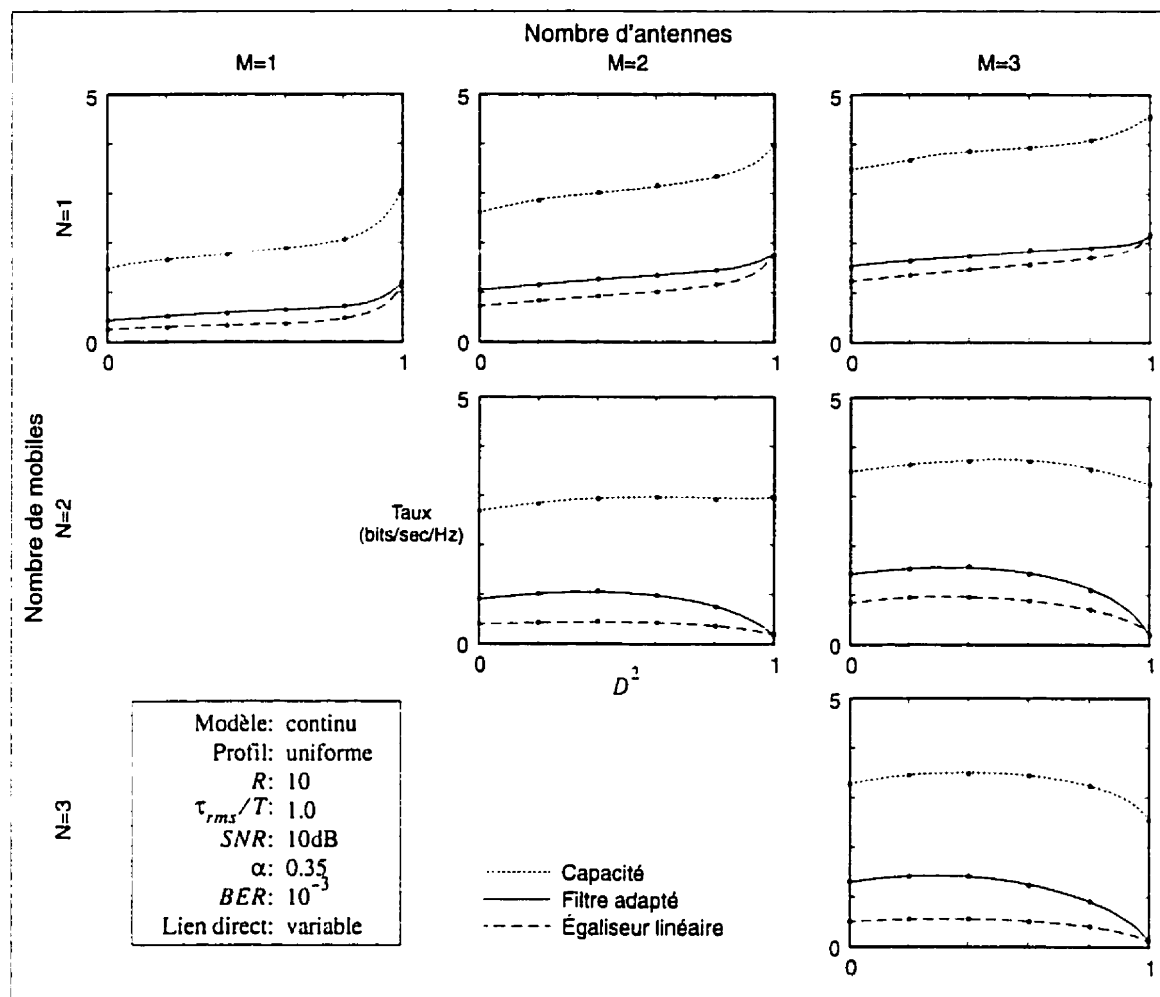 Nombre d'antennes
M=1
M=2
M=3
Nombre de mobiles
N=1
5
0
0
1
5
0
0
1
5
0
0
1
N=2
Taux
(bits/sec/Hz)
5
0
0
1
D²
5
0
0
1
N=3
5
0
0
1
Modèle: continu
Profil: uniforme
R: 10
τrms/T: 1.0
SNR: 10dB
α: 0.35
BER: 10⁻³
Lien direct: variable
Capacité
Filtre adapté
Égaliseur linéaire